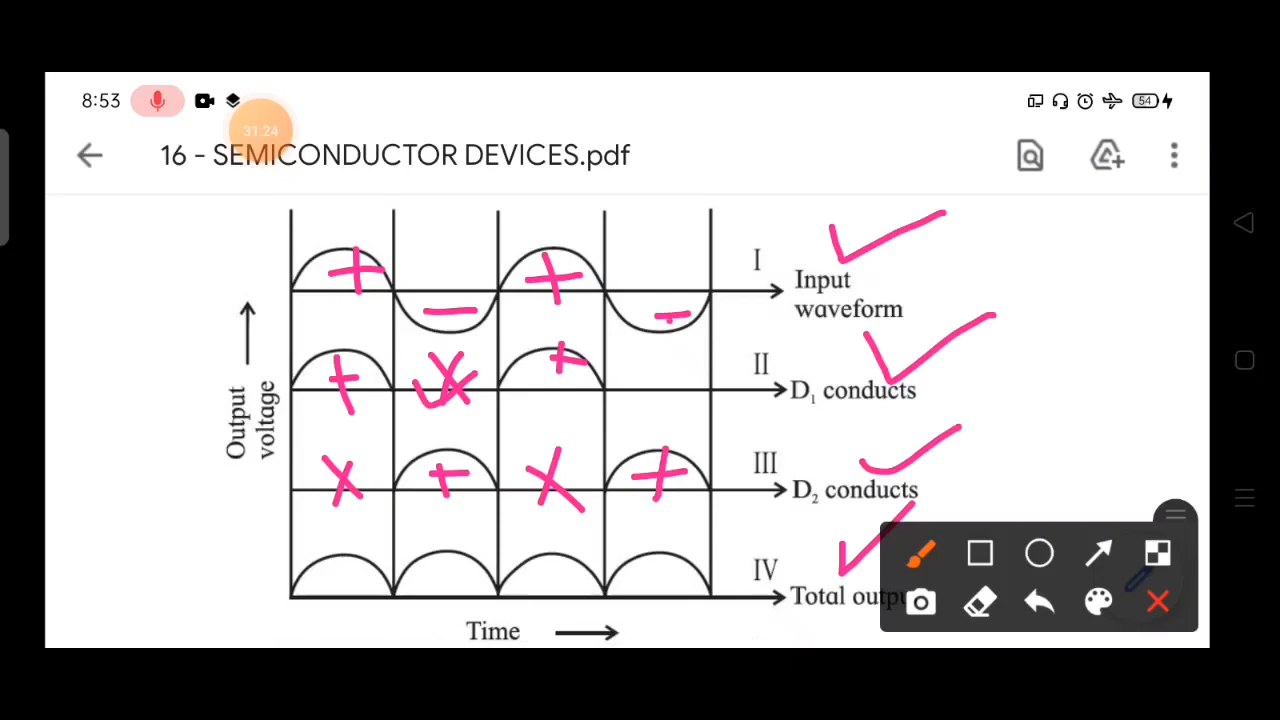 8:53
54
31:24
16 - SEMICONDUCTOR DEVICES.pdf
I
Input
waveform
II
D₁ conducts
III
D₂ conducts
IV
Total
Output
voltage
Time